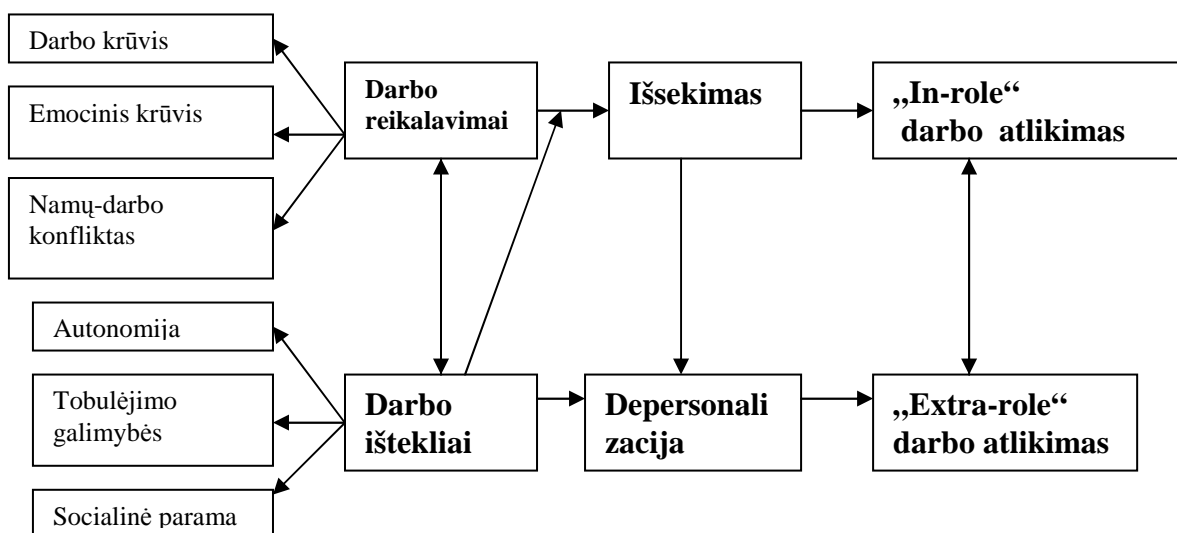 Darbo krūvis
Emocinis krūvis
Namų-darbo
konfliktas
Darbo
reikalavimai
Išsekimas
„In-role“
darbo atlikimas
Autonomija
Tobulėjimo
galimybės
Socialinė parama
Darbo
ištekliai
Depersonali
zacija
„Extra-role“
darbo atlikimas